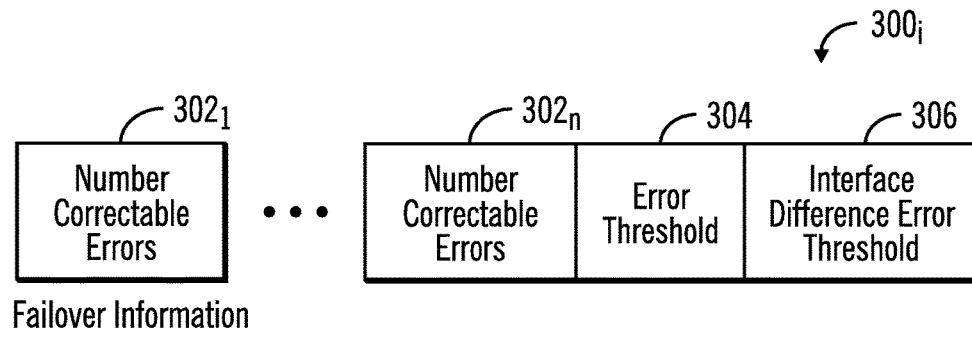 300i
3021
302n
304
306
Number
Correctable
Errors
• • •
Number
Correctable
Errors
Error
Threshold
Interface
Difference Error
Threshold
Failover Information